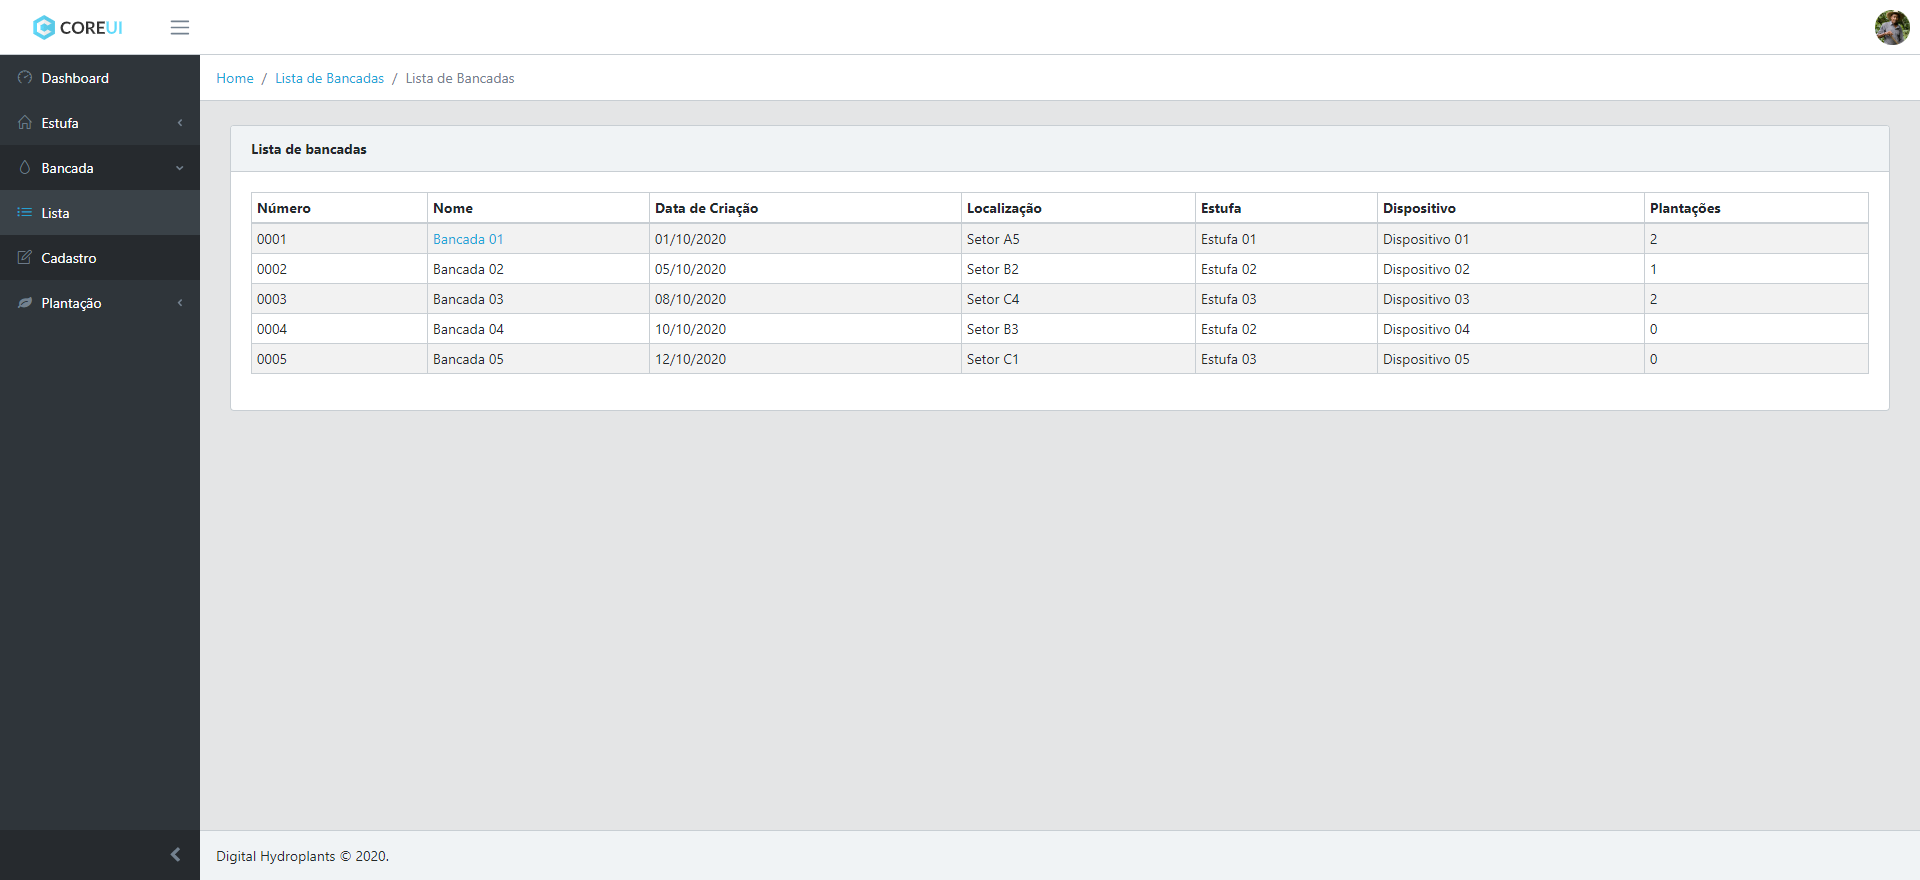 COREUI
Dashboard
Estufa
Bancada
Lista
Cadastro
Plantação
Home / Lista de Bancadas / Lista de Bancadas
Lista de bancadas
Número Nome Data de Criação Localização Estufa Dispositivo Plantações
0001 Bancada 01 01/10/2020 Setor A5 Estufa 01 Dispositivo 01 2
0002 Bancada 02 05/10/2020 Setor B2 Estufa 02 Dispositivo 02 1
0003 Bancada 03 08/10/2020 Setor C4 Estufa 03 Dispositivo 03 2
0004 Bancada 04 10/10/2020 Setor B3 Estufa 02 Dispositivo 04 0
0005 Bancada 05 12/10/2020 Setor C1 Estufa 03 Dispositivo 05 0
Digital Hydroplants © 2020.